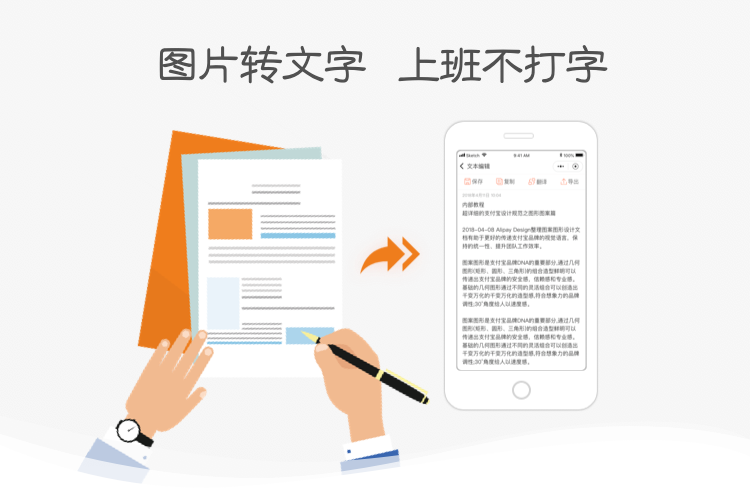 图片转文字 上班不打字
Sketch 9:41 AM 100%
文本编辑
保存 复制 翻译 导出
内部教程
超详细的支付宝设计规范之图形图案篇
2018-04-08 Alipay Design整理图案图形设计文
档有助于更好的传递支付宝品牌的视觉语言、保
持的统一性、提升团队工作效率。
图案图形是支付宝品牌DNA的重要部分,通过几何
图形(矩形、圆形、三角形)的组合造型鲜明可以
传递出支付宝品牌的安全感、信赖感和专业感。
基础的几何图形通过不同的灵活组合可以创造出
千变万化的千变万化的造型感,符合想象力的品牌
调性;30°角度给人以速度感。
图案图形是支付宝品牌DNA的重要部分,通过几何
图形(矩形、圆形、三角形)的组合造型鲜明可以
传递出支付宝品牌的安全感、信赖感和专业感。
基础的几何图形通过不同的灵活组合可以创造出
千变万化的千变万化的造型感,符合想象力的品牌
调性;30°角度给人以速度感。